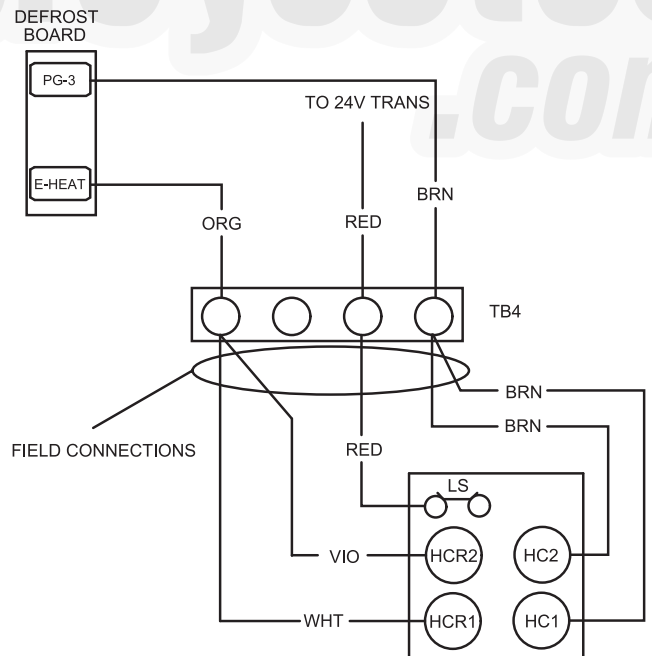 DEFROST
BOARD
PG-3
TO 24V TRANS
.com
E-HEAT
ORG
RED
BRN
TB4
BRN
BRN
FIELD CONNECTIONS
RED
LS
VIO
HCR2
HC2
WHT
HCR1
HC1